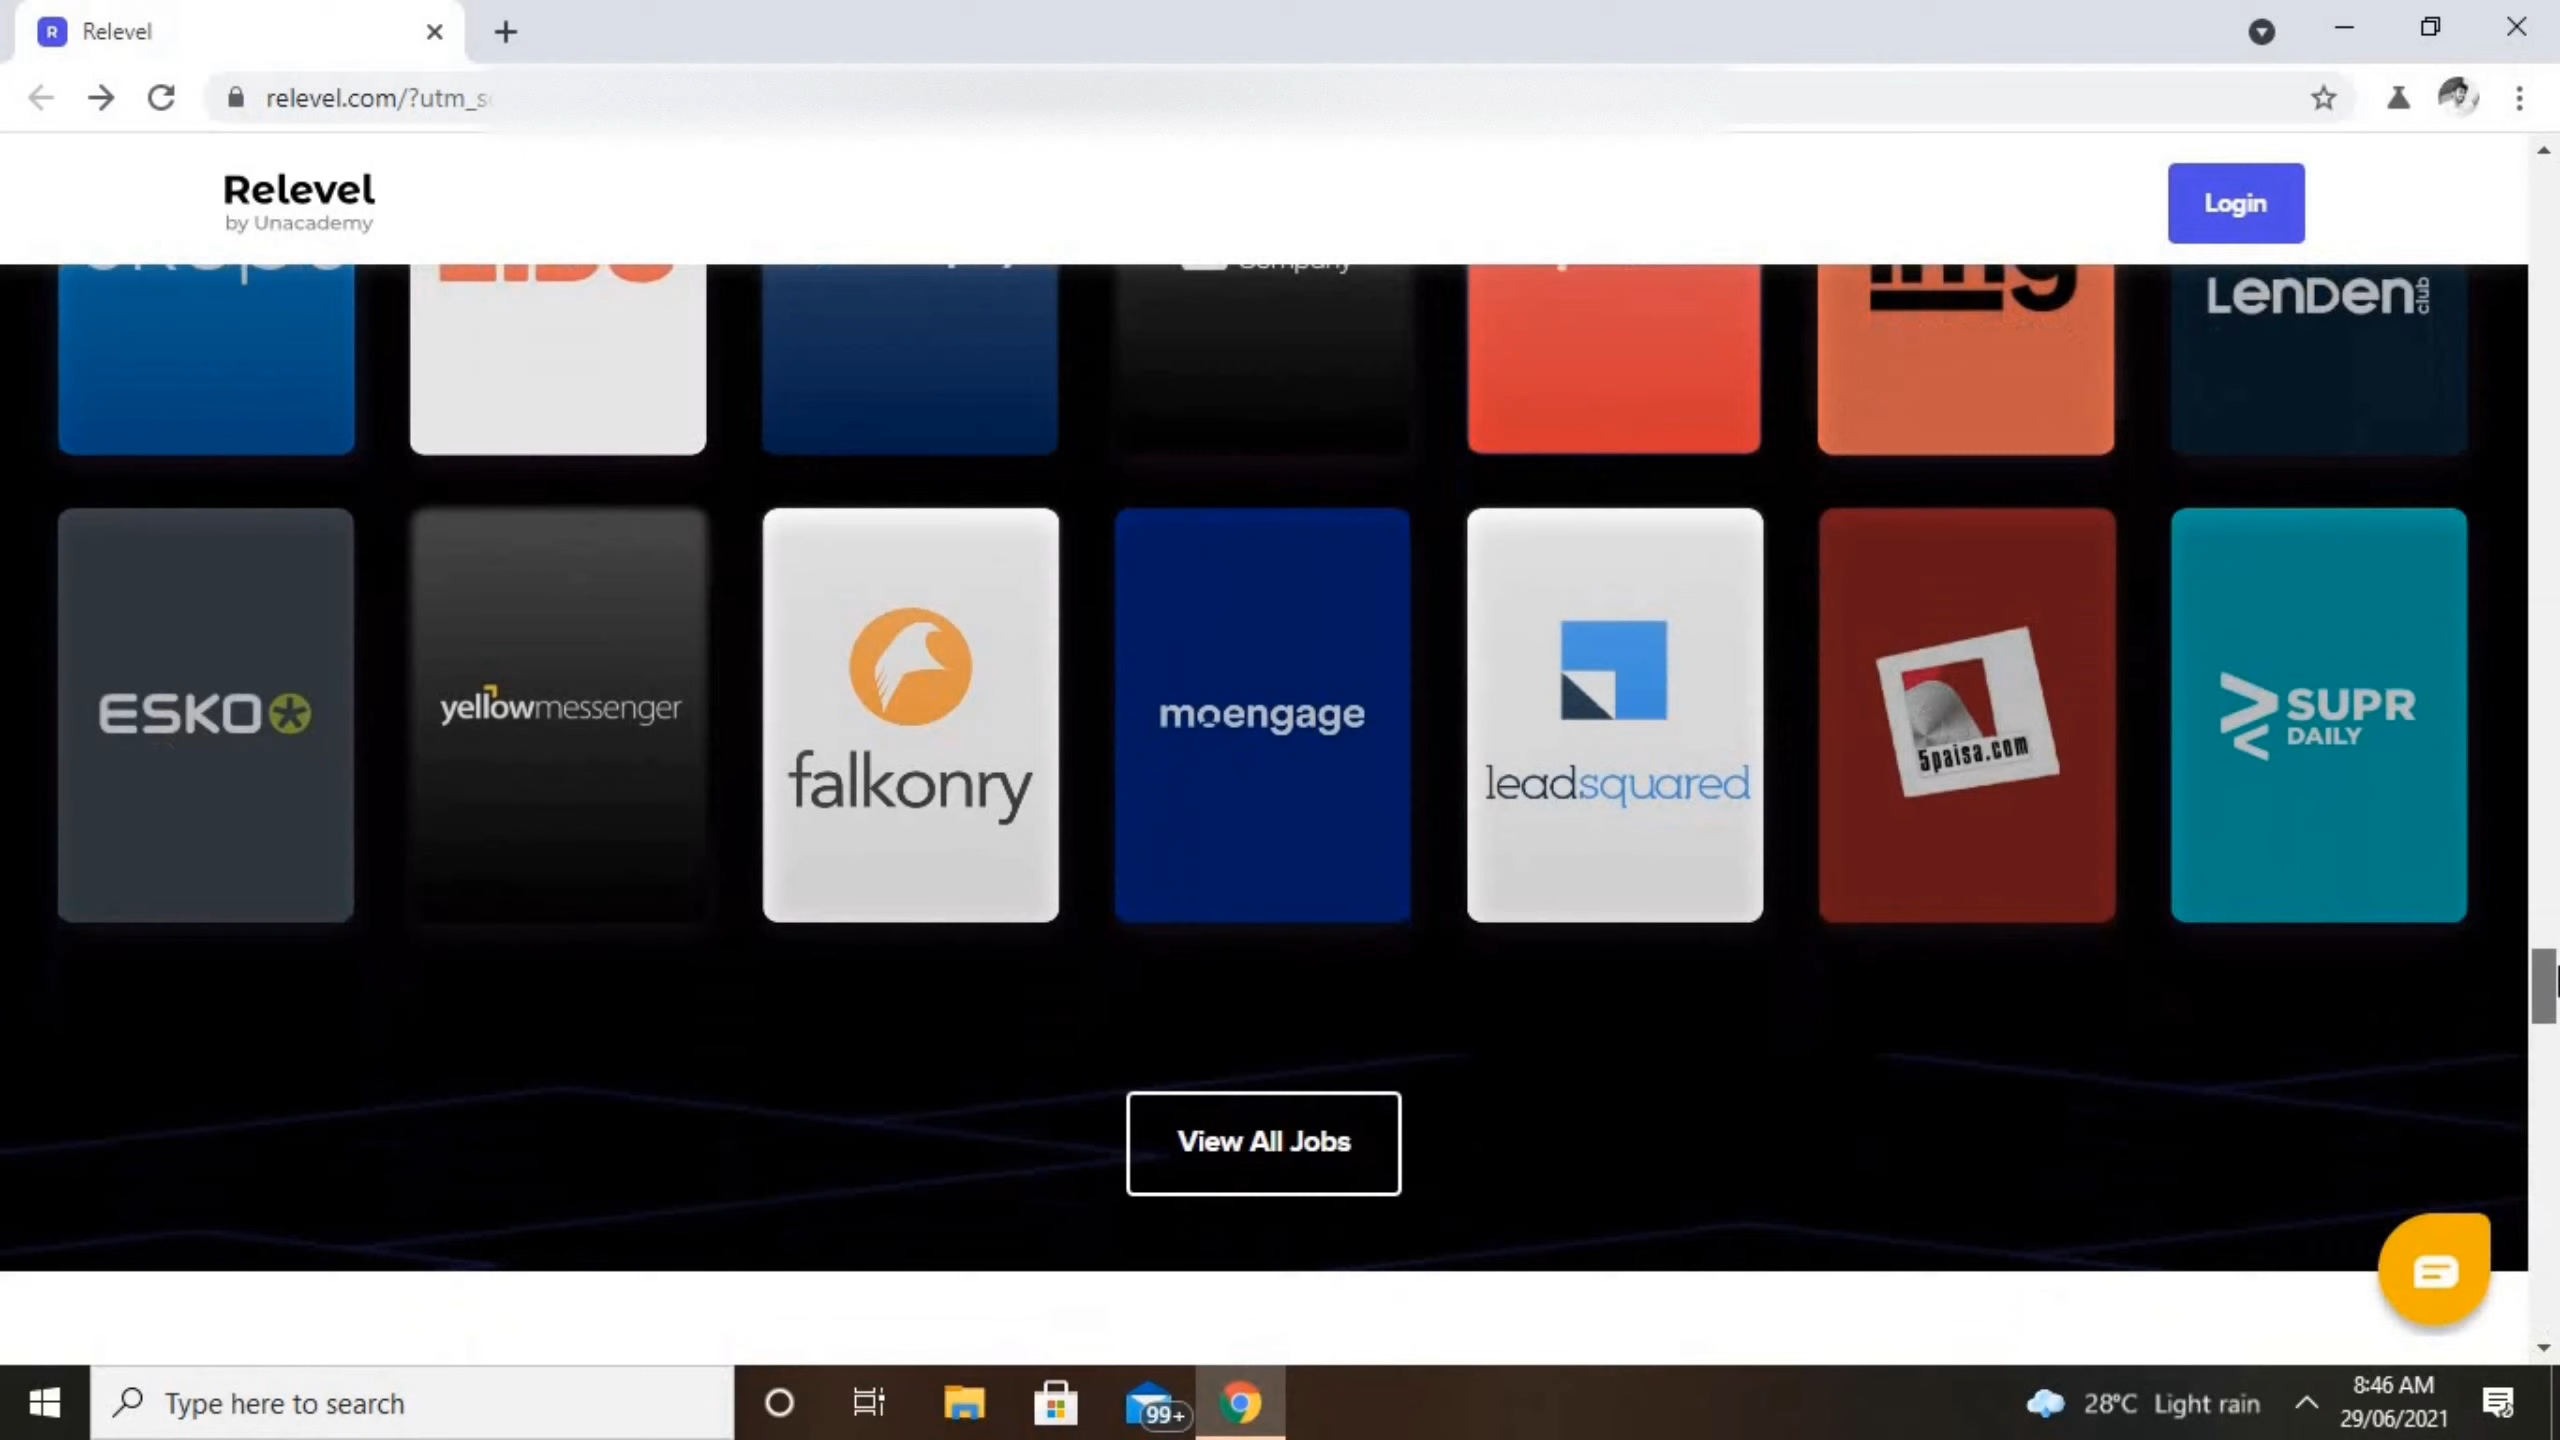 R Relevel
relevel.com/?utm_s
Relevel
by Unacademy
Login
Company
LenDen club
ESKO
yellowmessenger
falkonry
moengage
leadsquared
5paisa.com
SUPR
DAILY
View All Jobs
Type here to search
99+
28°C Light rain
8:46 AM
29/06/2021